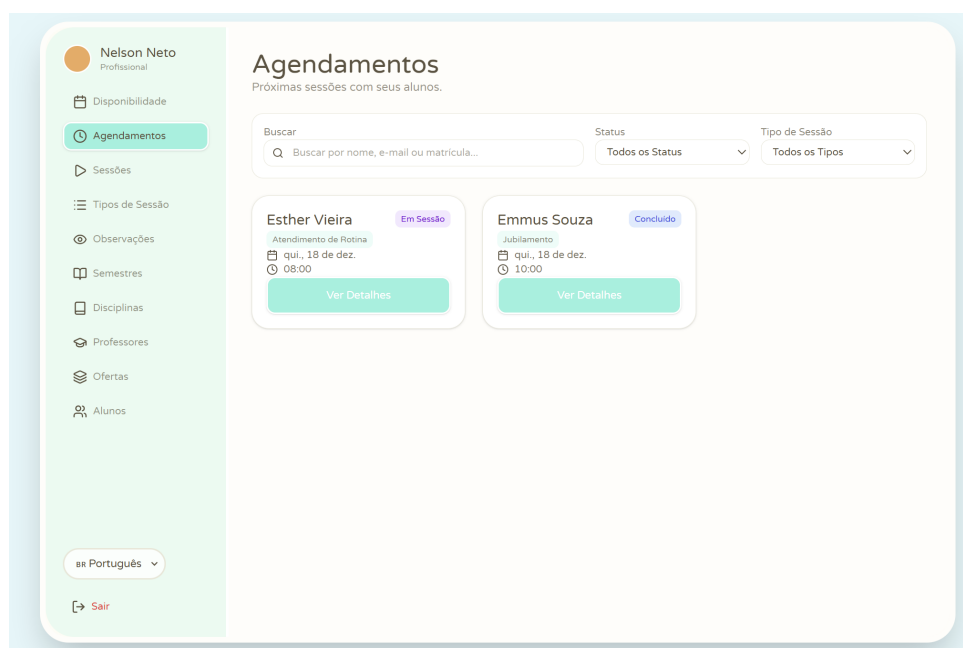 Nelson Neto
Profissional
Disponibilidade
Agendamentos
Sessões
Tipos de Sessão
Observações
Semestres
Disciplinas
Professores
Ofertas
Alunos
BR Português
Sair
Agendamentos
Próximas sessões com seus alunos.
Buscar
Buscar por nome, e-mail ou matrícula...
Status
Todos os Status
Tipo de Sessão
Todos os Tipos
Esther Vieira
Em Sessão
Atendimento de Rotina
qui., 18 de dez.
08:00
Ver Detalhes
Emmus Souza
Concluído
Jubilamento
qui., 18 de dez.
10:00
Ver Detalhes